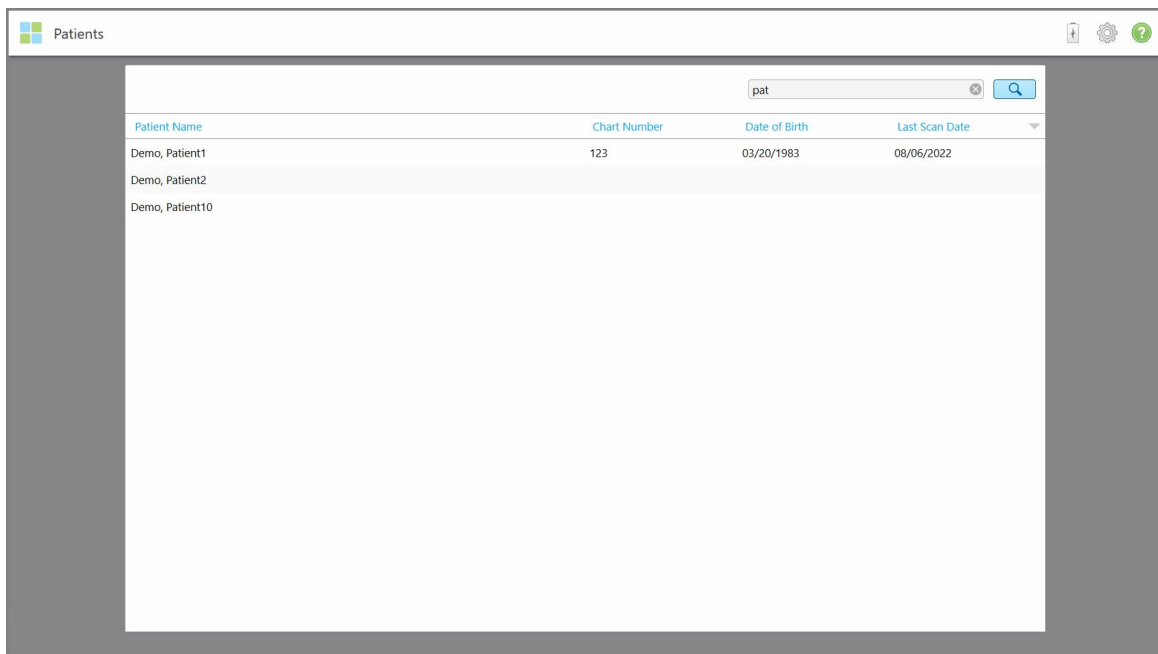 Patients
pat
Patient Name Chart Number Date of Birth Last Scan Date
Demo, Patient1 123 03/20/1983 08/06/2022
Demo, Patient2
Demo, Patient10